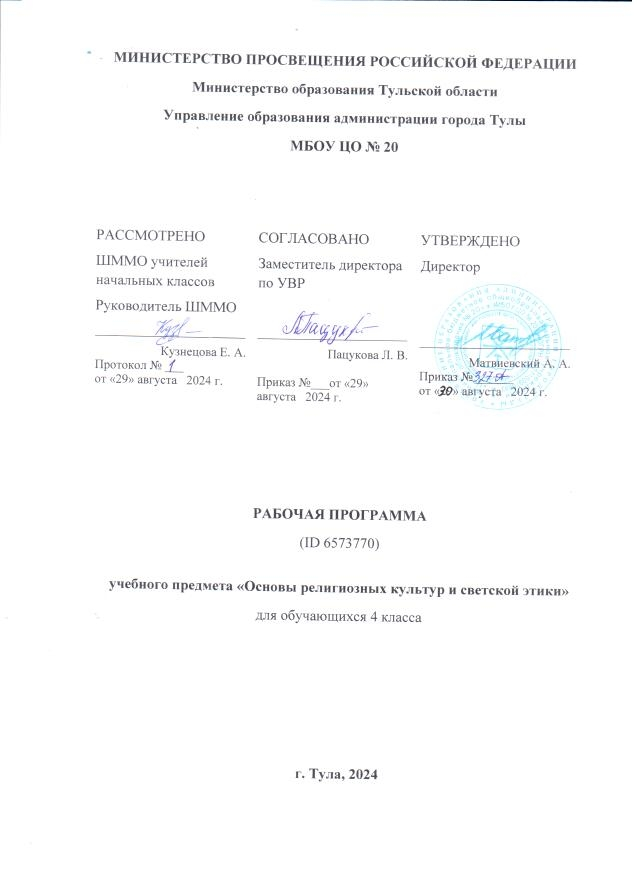 МИНИСТЕРСТВО ПРОСВЕЩЕНИЯ РОССИЙСКОЙ ФЕДЕРАЦИИ
Министерство образования Тульской области
Управление образования администрации города Тулы
МБОУ ЦО № 20
РАССМОТРЕНО
ШММО учителей
начальных классов
Руководитель ШММО
Кузнецова Е. А.
Протокол № 1
от «29» августа 2024 г.
СОГЛАСОВАНО
Заместитель директора
по УВР
Пацукова Л. В.
Приказ №___от «29»
августа 2024 г.
УТВЕРЖДЕНО
Директор
Матвиевский А. А.
Приказ №
от «30» августа 2024 г.
РАБОЧАЯ ПРОГРАММА
(ID 6573770)
учебного предмета «Основы религиозных культур и светской этики»
для обучающихся 4 класса
г. Тула, 2024